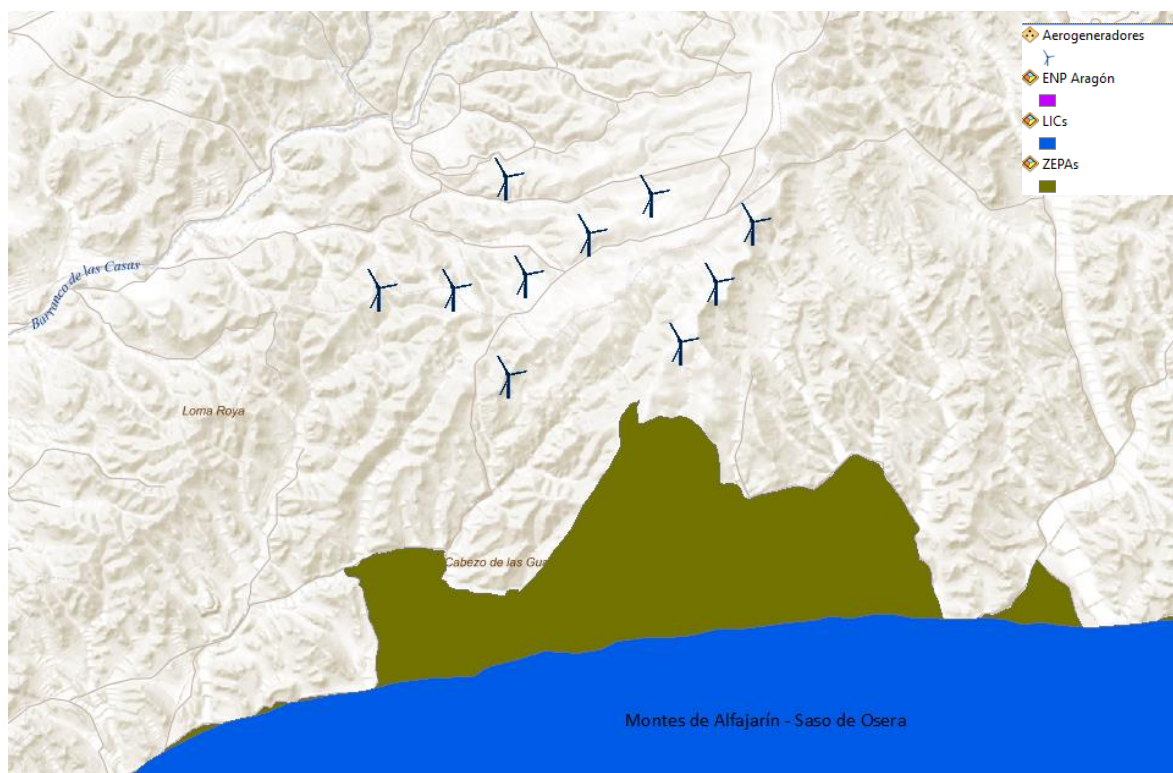 Aerogeneradores
ENP Aragón
LICs
ZEPAs
Barranco de las Casas
Loma Roya
Cabezo de las Gua
Montes de Alfajarín - Saso de Osera